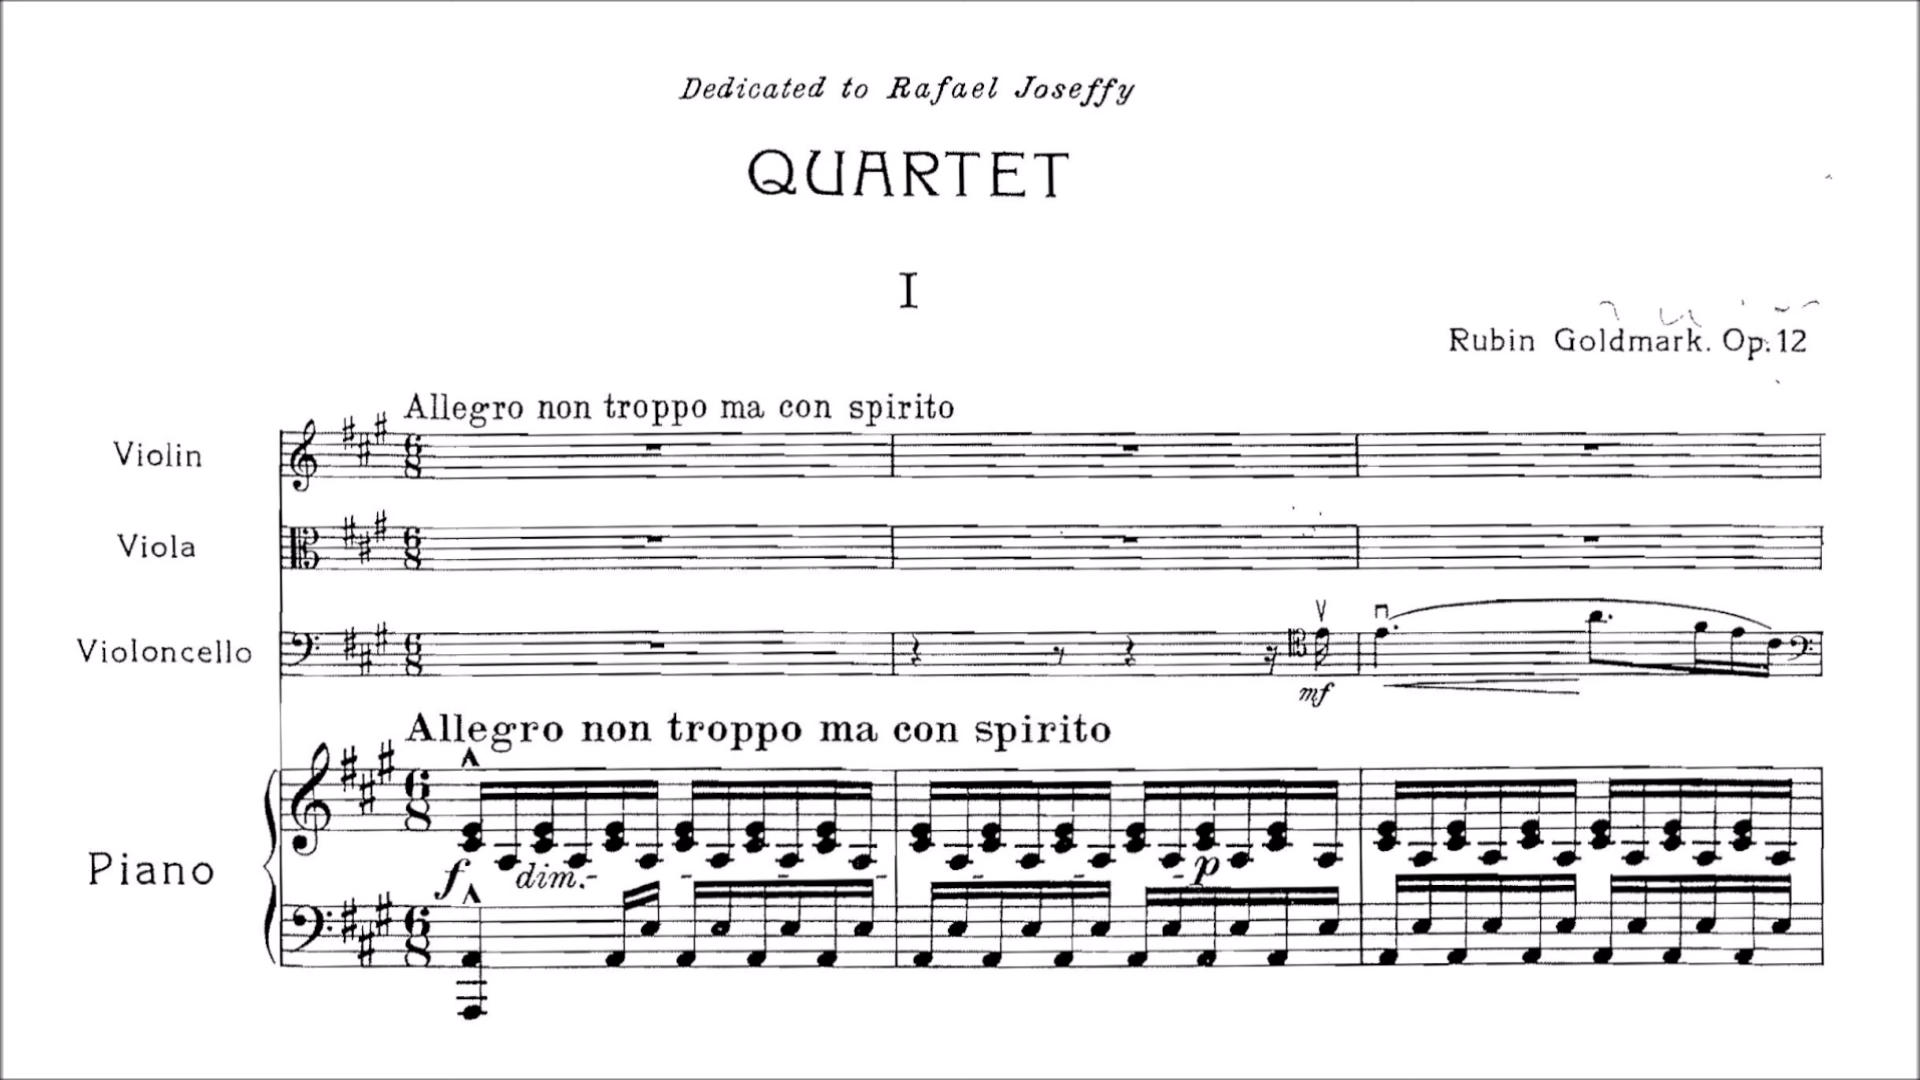 Dedicated to Rafael Joseffy
QUARTET
I
Rubin Goldmark. Op. 12
Allegro non troppo ma con spirito
Violin
Viola
Violoncello
mf
Allegro non troppo ma con spirito
Piano
f dim. - - - - - - - p